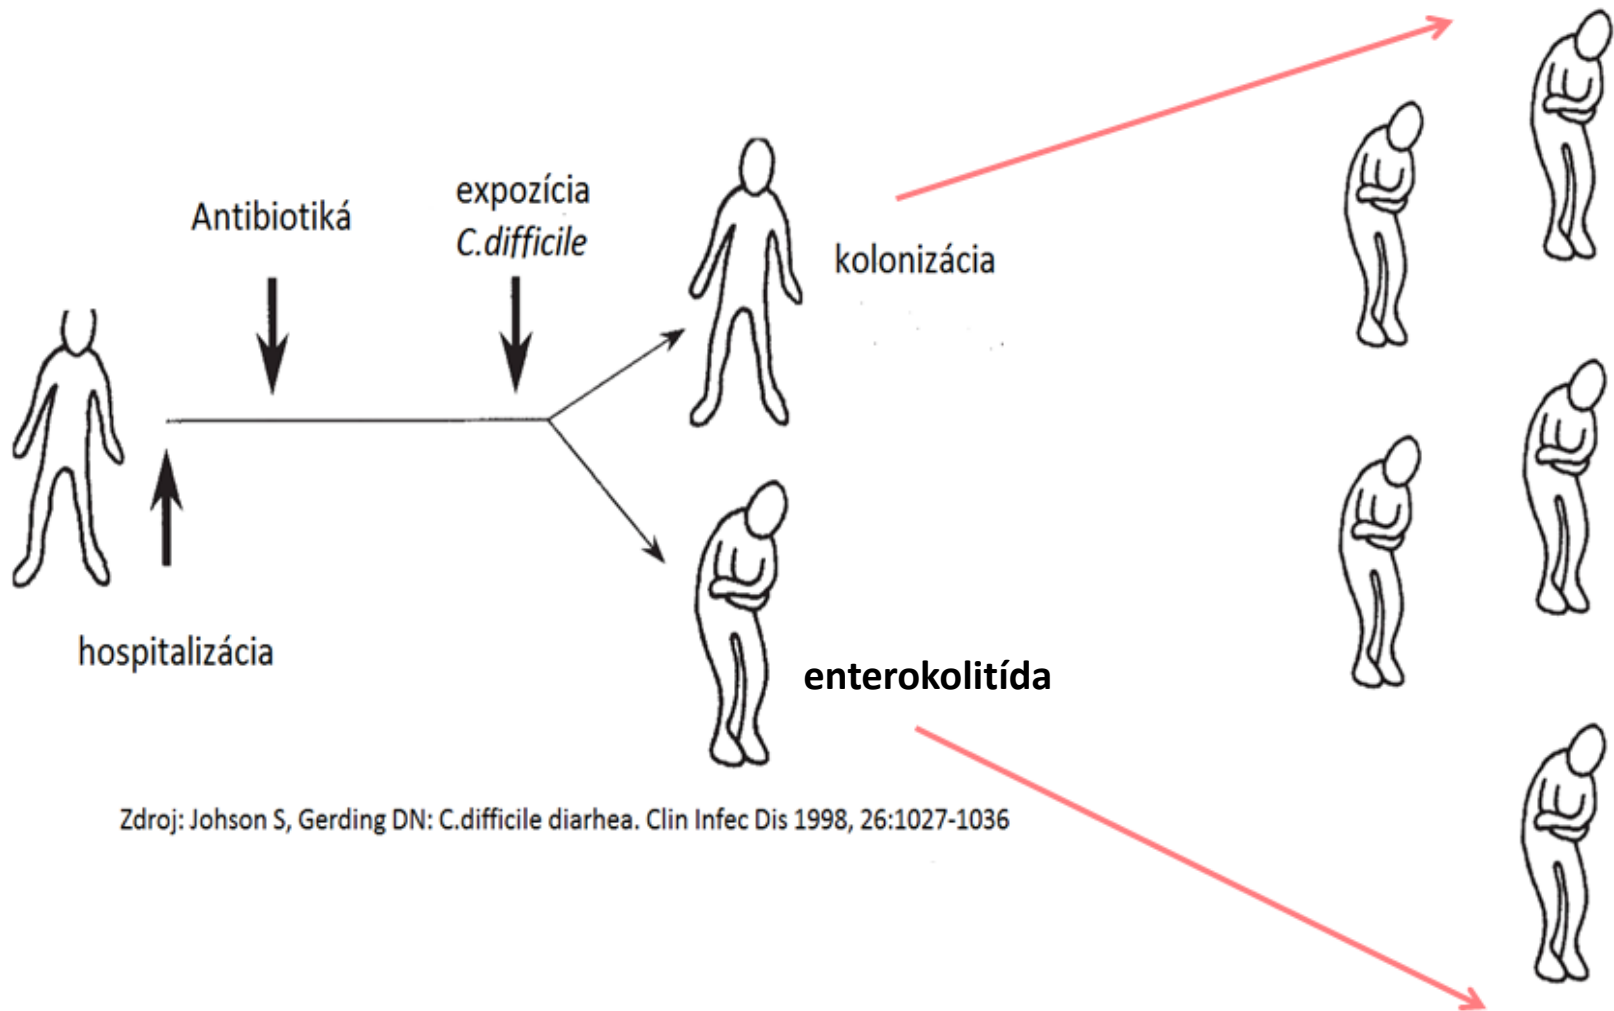 Antibiotiká
expozícia
C.difficile
kolonizácia
hospitalizácia
enterokolitída
Zdroj: Johson S, Gerding DN: C.difficile diarhea. Clin Infec Dis 1998, 26:1027-1036